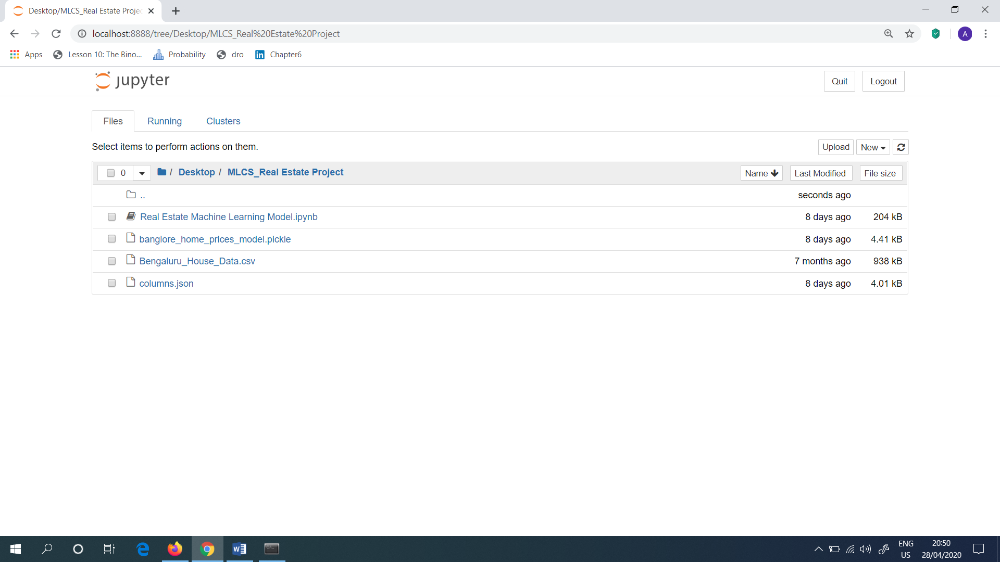 Desktop/MLCS_Real Estate Projec
localhost:8888/tree/Desktop/MLCS_Real%20Estate%20Project
A
Apps Lesson 10: The Bino... Probability dro Chapter6
jupyter Quit Logout
Files Running Clusters
Select items to perform actions on them. Upload New
0 / Desktop / MLCS_Real Estate Project Name Last Modified File size
.. seconds ago
Real Estate Machine Learning Model.ipynb 8 days ago 204 kB
banglore_home_prices_model.pickle 8 days ago 4.41 kB
Bengaluru_House_Data.csv 7 months ago 938 kB
columns.json 8 days ago 4.01 kB
ENG 20:50
US 28/04/2020